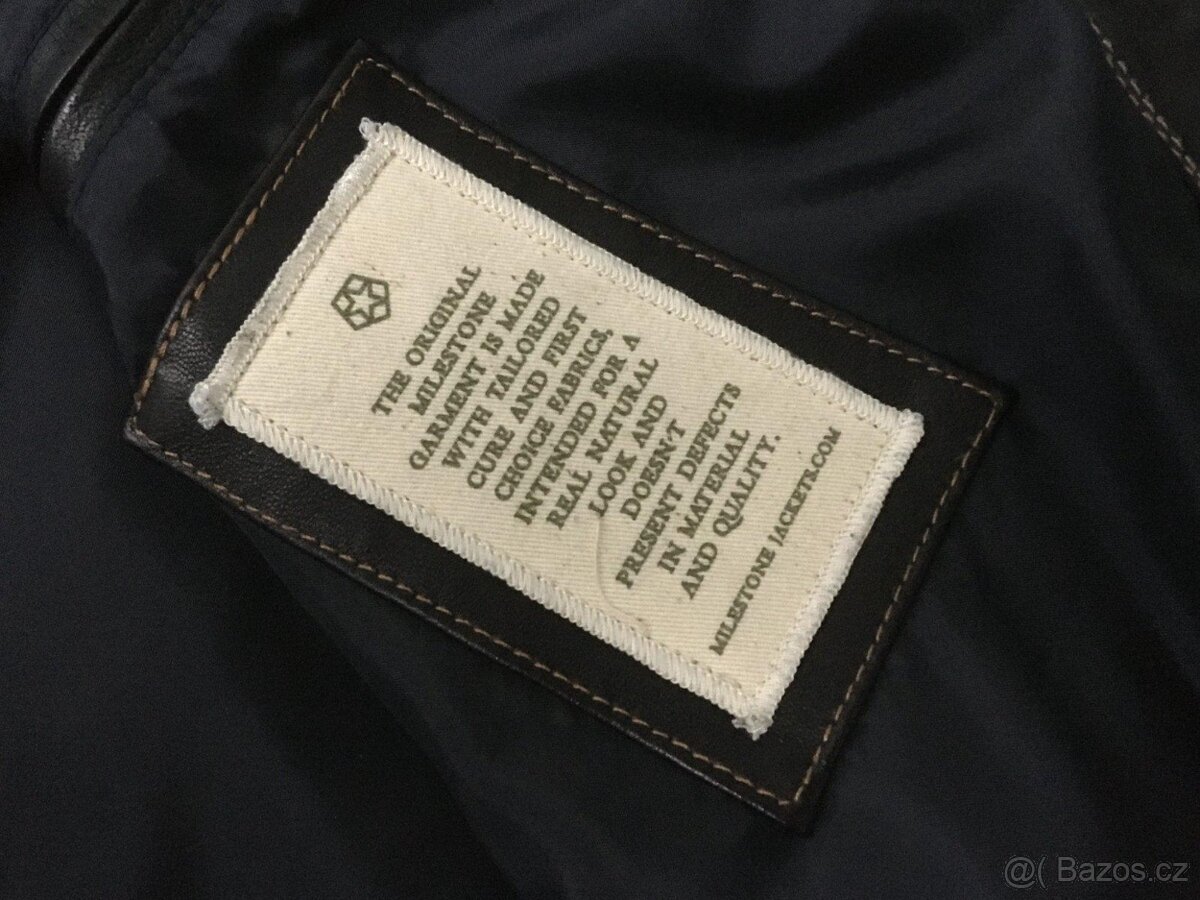 THE ORIGINAL
MILESTONE
GARMENT IS MADE
WITH TAILORED
CURE AND FIRST
CHOICE FABRICS,
INTENDED FOR A
REAL NATURAL
LOOK AND
DOESN'T
PRESENT DEFECTS
IN MATERIAL
AND QUALITY.
MILESTONE JACKETS.COM
@( Bazos.cz